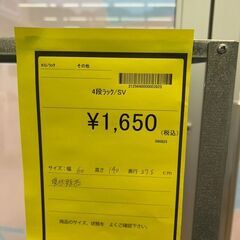 その他
4段ラック/SV
¥1,650
(税込)
サイズ:幅 60 高さ 140 奥行 37.5 cm
現状販売
商品のサイズ、状態を よくご確認下さい。